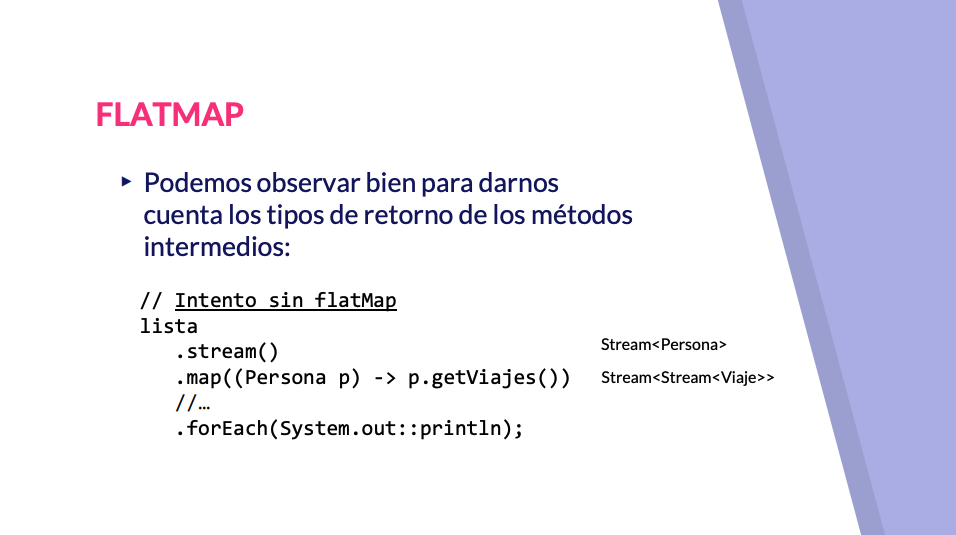 FLATMAP
▸ Podemos observar bien para darnos
cuenta los tipos de retorno de los métodos
intermedios:
// Intento sin flatMap
lista
.stream()
Stream<Persona>
.map((Persona p) -> p.getViajes())
Stream<Stream<Viaje>>
//…
.forEach(System.out::println);